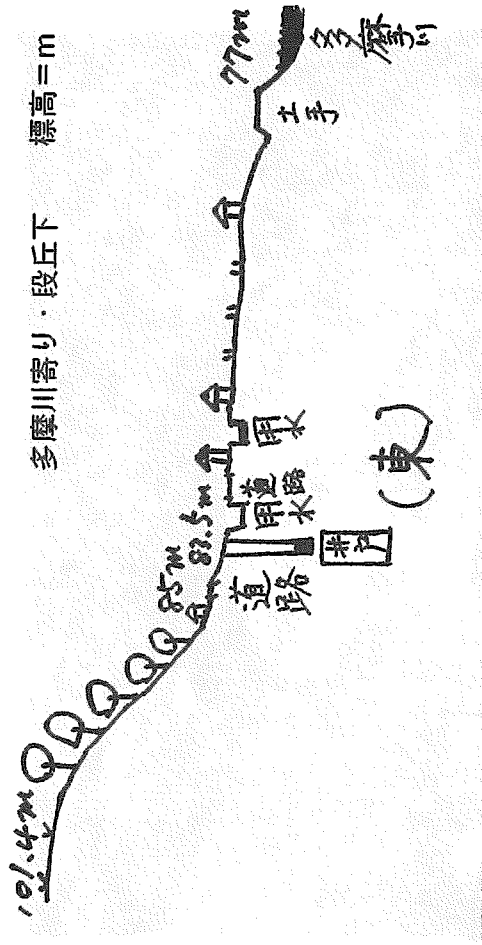 多摩川寄り・段丘下　標高=m
101.4m
85m
83.5m
77m
道路
井戸
用水
道路
用水
土手
多摩川
(東)